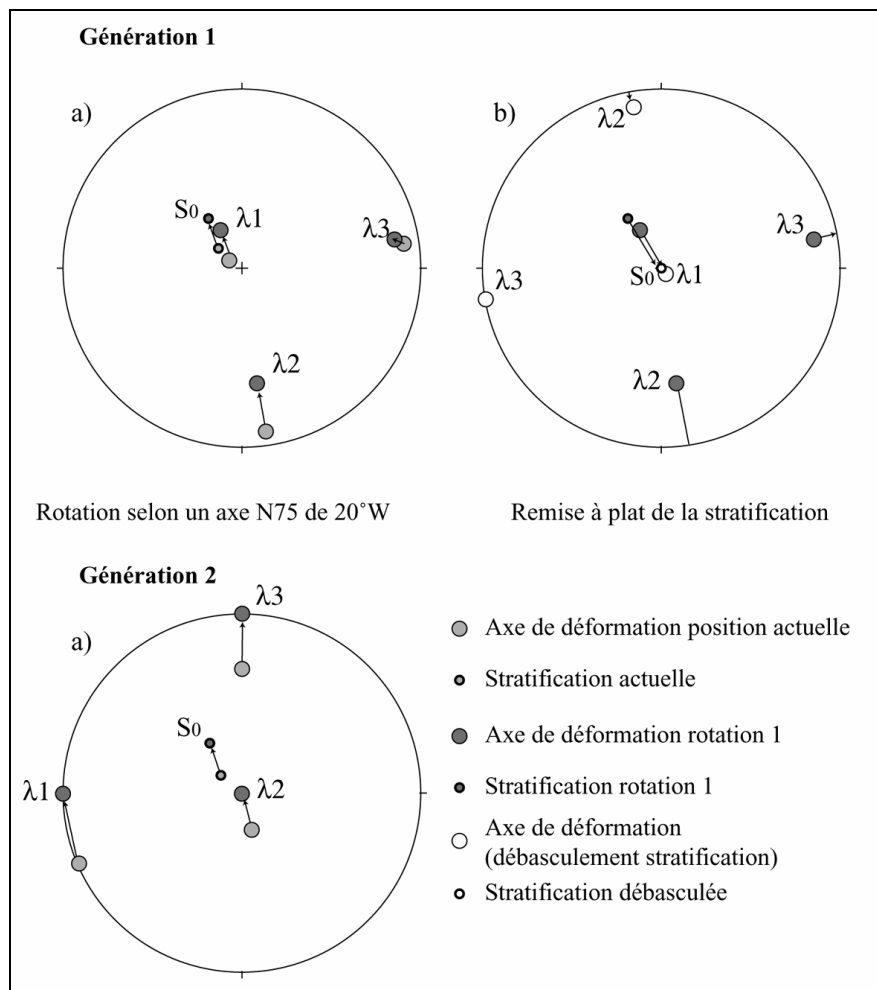 Génération 1
a)
S0
λ1
λ3
λ2
Rotation selon un axe N75 de 20°W
b)
λ2
λ3
S0
λ1
λ3
λ2
Remise à plat de la stratification
Génération 2
a)
λ3
S0
λ1
λ2
Axe de déformation position actuelle
Stratification actuelle
Axe de déformation rotation 1
Stratification rotation 1
Axe de déformation
(débasculement stratification)
Stratification débasculée